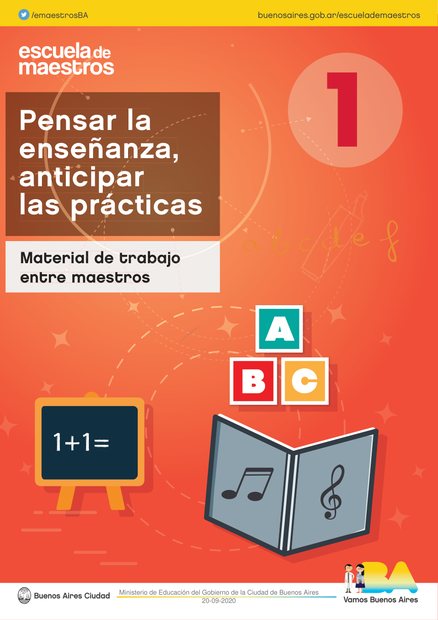 /emaestrosBA
buenosaires.gob.ar/escuelademaestros
escuela de
maestros
1
Pensar la
enseñanza,
anticipar
las prácticas
Material de trabajo
entre maestros
a b c d e f
A
B C
1+1=
Buenos Aires Ciudad
Ministerio de Educación del Gobierno de la Ciudad de Buenos Aires
20-09-2020
BA
Vamos Buenos Aires